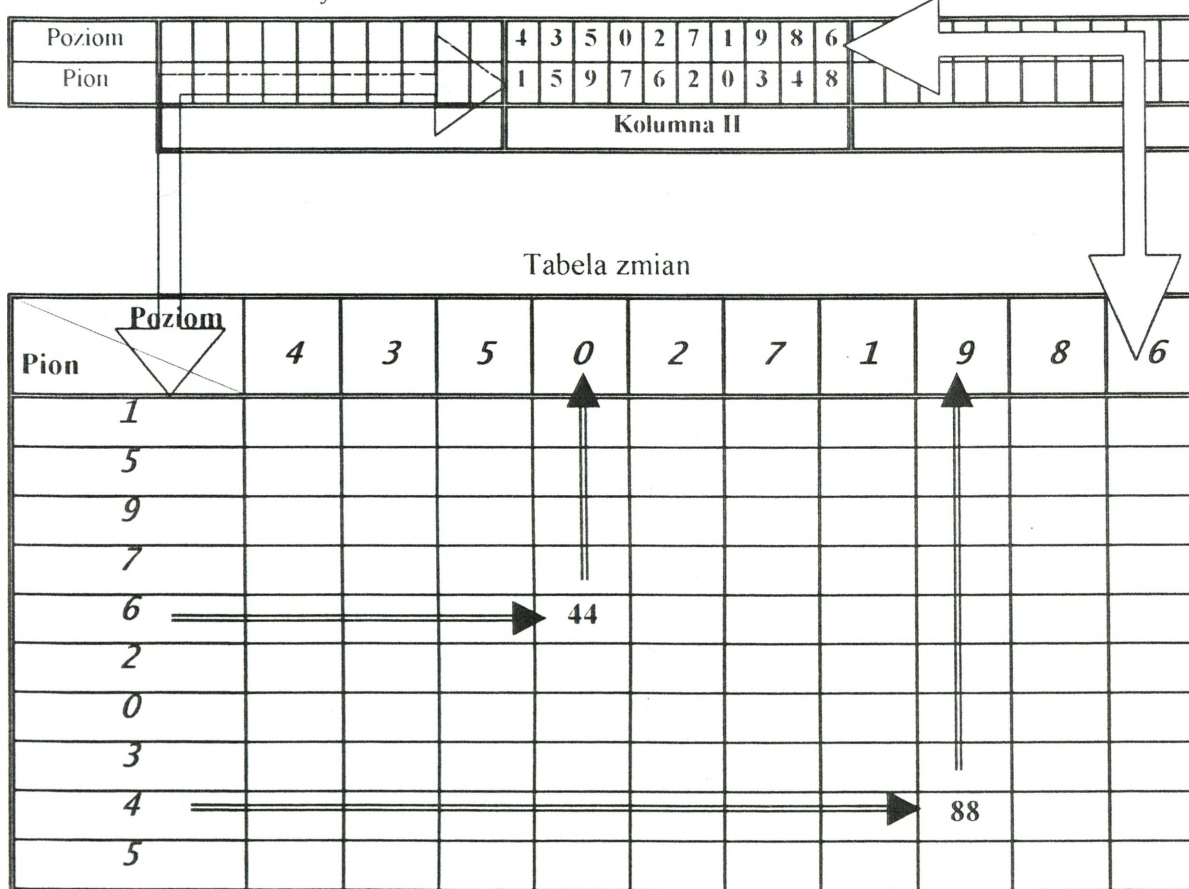 Poziom 4 3 5 0 2 7 1 9 8 6
Pion 1 5 9 7 6 2 0 3 4 8
Kolumna II
Tabela zmian
Poziom
Pion 4 3 5 0 2 7 1 9 8 6
1
5
9
7
6 44
2
0
3
4 88
5